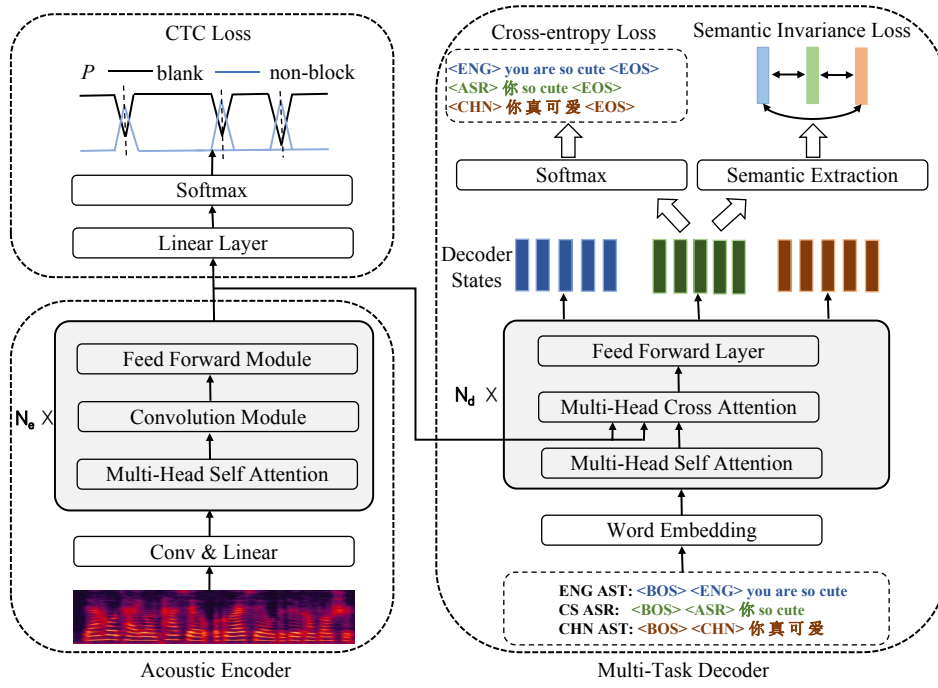 CTC Loss
P
blank
non-block
Softmax
Linear Layer
Feed Forward Module
N_e ×
Convolution Module
Multi-Head Self Attention
Conv & Linear
Acoustic Encoder
Cross-entropy Loss
<ENG> you are so cute <EOS>
<ASR> 你 so cute <EOS>
<CHN> 你 真 可 爱 <EOS>
Semantic Invariance Loss
Softmax
Semantic Extraction
Decoder
States
Feed Forward Layer
N_d ×
Multi-Head Cross Attention
Multi-Head Self Attention
Word Embedding
ENG AST: <BOS> <ENG> you are so cute
CS ASR: <BOS> <ASR> 你 so cute
CHN AST: <BOS> <CHN> 你 真 可 爱
Multi-Task Decoder